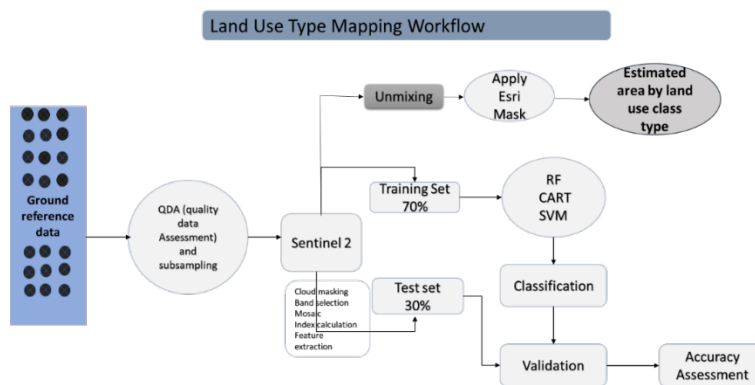 Land Use Type Mapping Workflow
Unmixing
Apply
Esri
Mask
Estimated
area by land
use class
type
Ground
reference
data
QDA (quality
data
Assessment)
and
subsampling
Sentinel 2
Training Set
70%
RF
CART
SVM
Cloud masking
Band selection
Mosaic
Index calculation
Feature
extraction
Test set
30%
Classification
Validation
Accuracy
Assessment